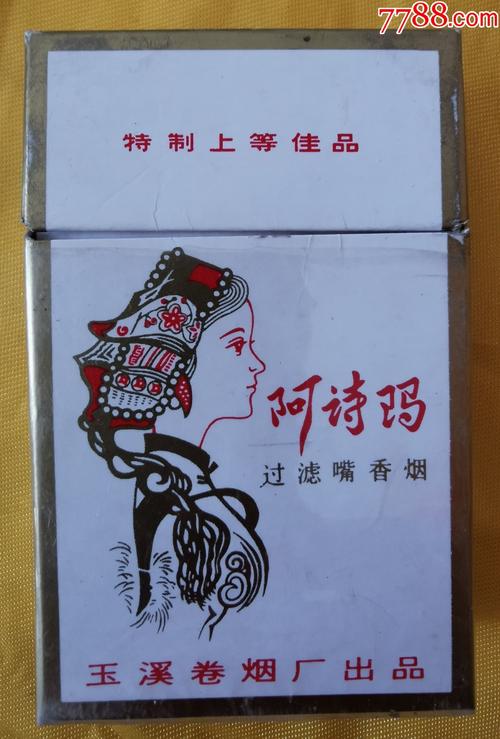 7788.com
特制上等佳品
阿诗玛
过滤嘴香烟
玉溪卷烟厂出品